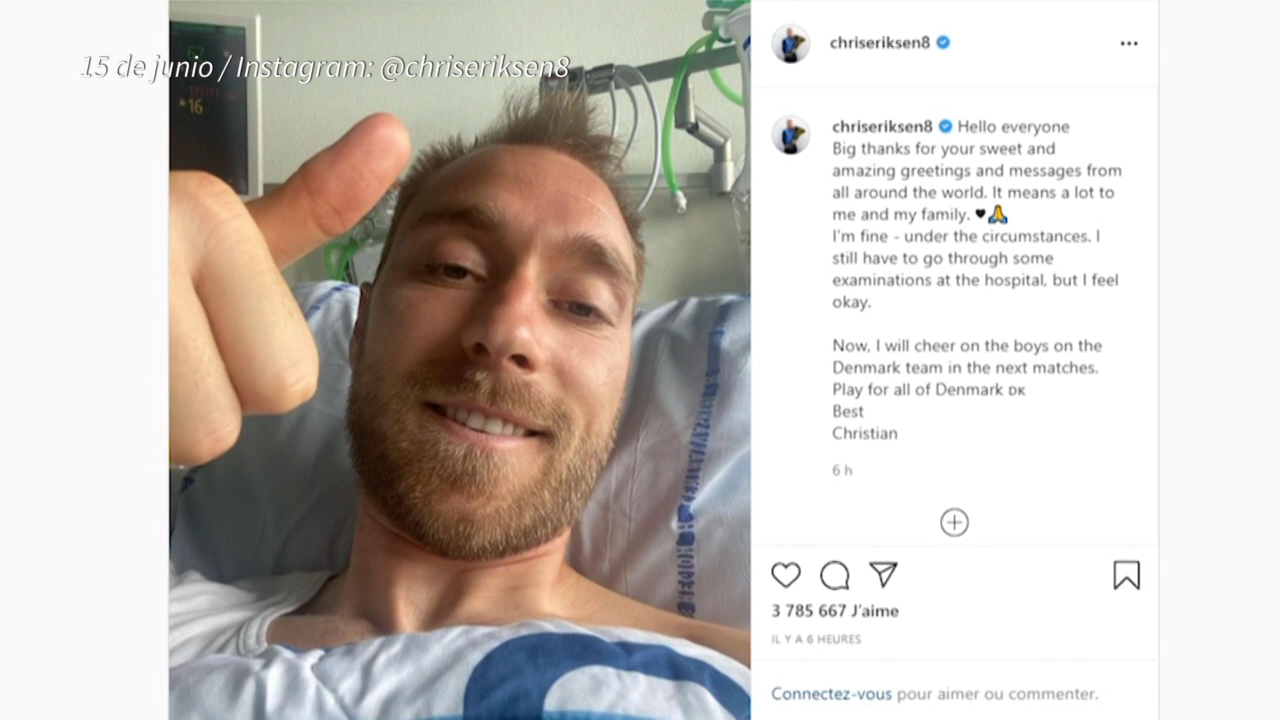 15 de junio / Instagram: @chriseriksen8
62
16
chriseriksen8
chriseriksen8 Hello everyone
Big thanks for your sweet and
amazing greetings and messages from
all around the world. It means a lot to
me and my family. 🖤🙏
I'm fine - under the circumstances. I
still have to go through some
examinations at the hospital, but I feel
okay.
Now, I will cheer on the boys on the
Denmark team in the next matches.
Play for all of Denmark DK
Best
Christian
6 h
3 785 667 J'aime
IL Y A 6 HEURES
Connectez-vous pour aimer ou commenter.